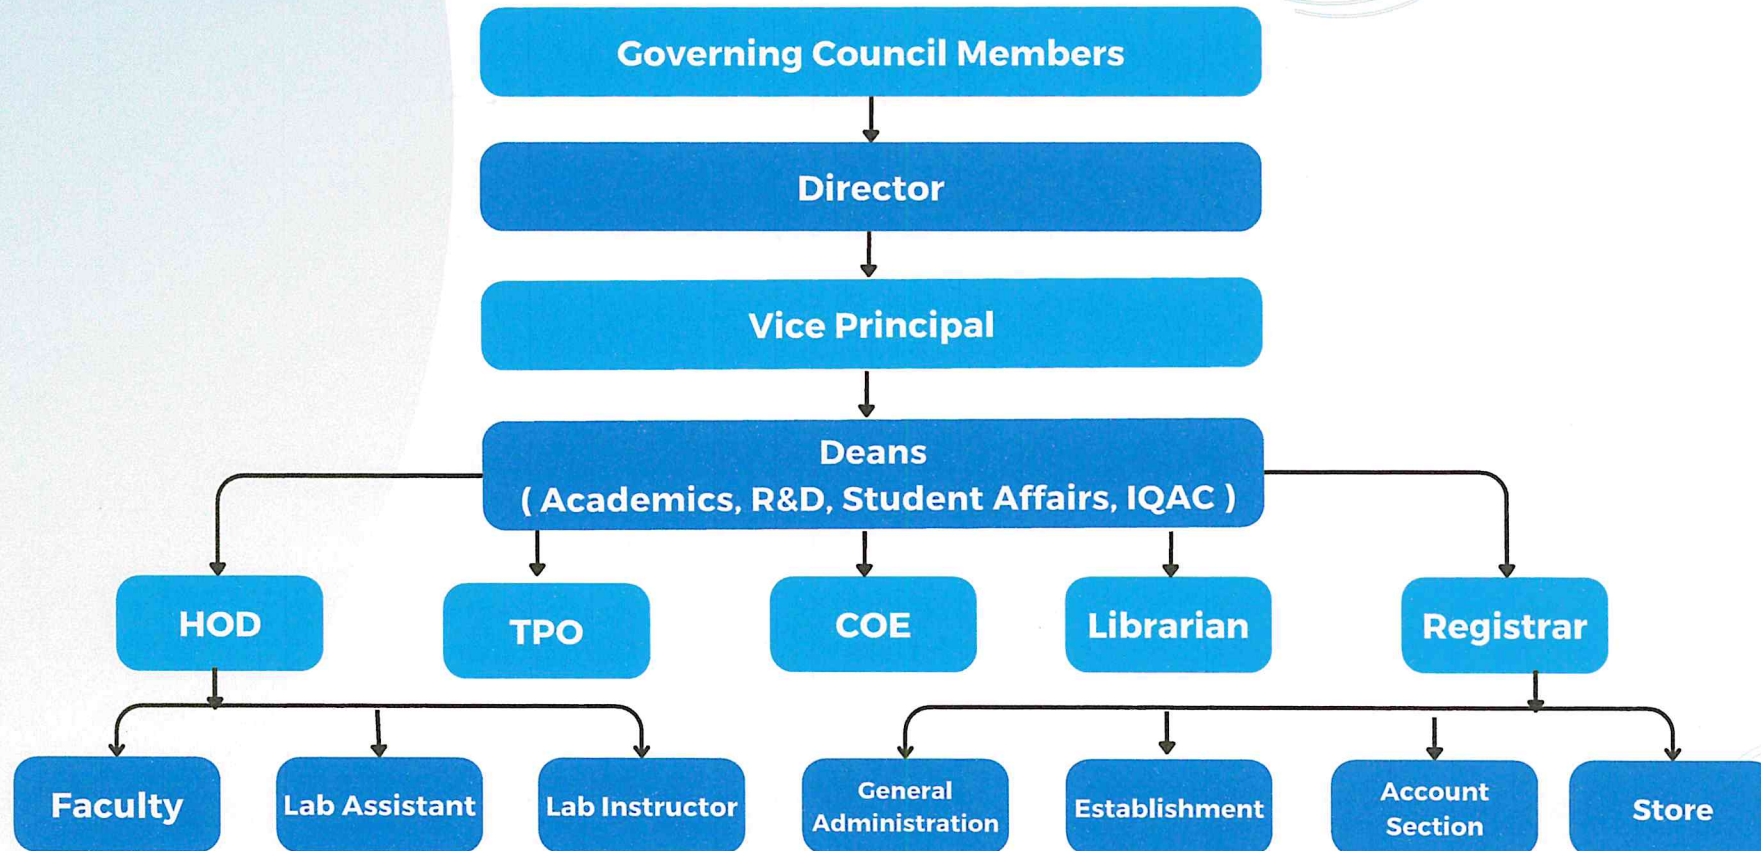 Governing Council Members
Director
Vice Principal
Deans
( Academics, R&D, Student Affairs, IQAC )
HOD
TPO
COE
Librarian
Registrar
Faculty
Lab Assistant
Lab Instructor
General
Administration
Establishment
Account
Section
Store